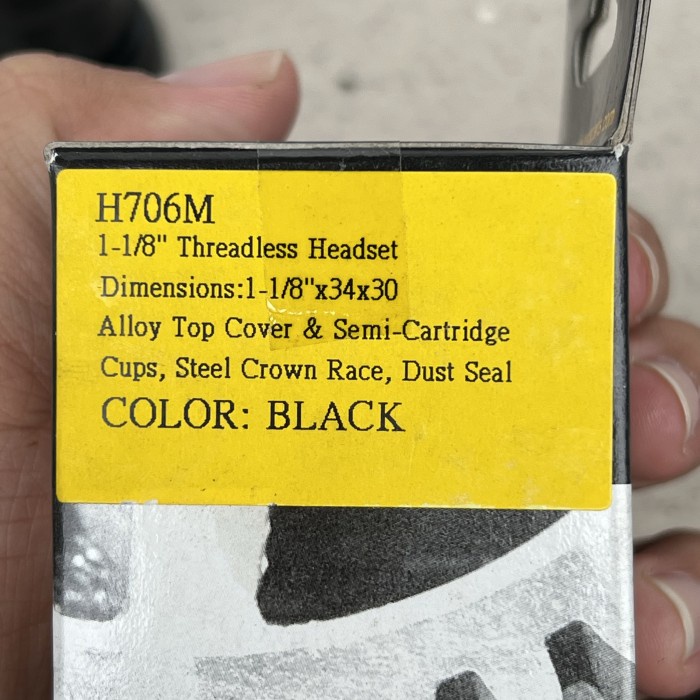 H706M
1-1/8" Threadless Headset
Dimensions:1-1/8"x34x30
Alloy Top Cover & Semi-Cartridge
Cups, Steel Crown Race, Dust Seal
COLOR: BLACK